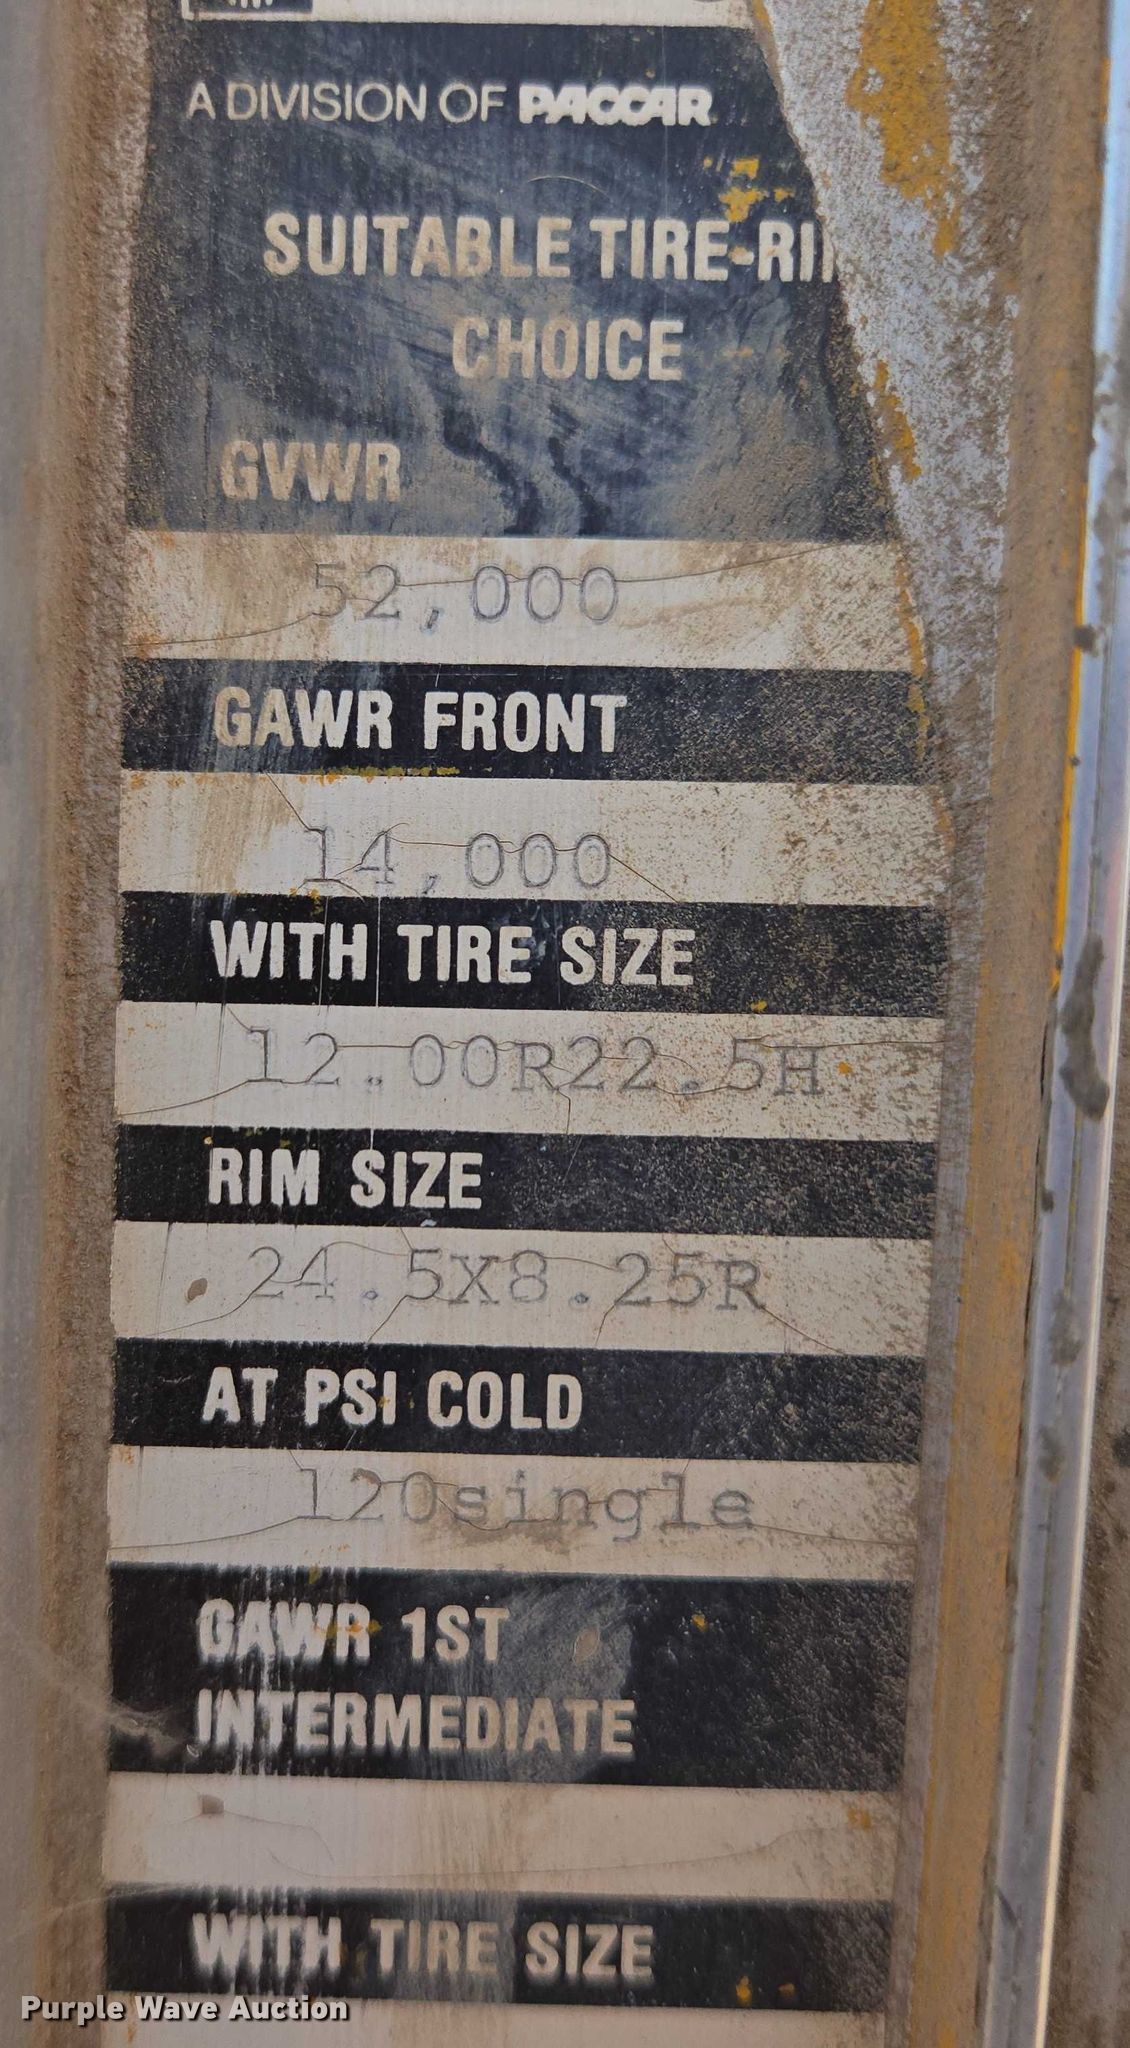 A DIVISION OF PACCAR
SUITABLE TIRE-RI
CHOICE
GVWR
52,000
GAWR FRONT
14,000
WITH TIRE SIZE
12.00R22.5H
RIM SIZE
24.5X8.25R
AT PSI COLD
120single
GAWR 1ST
INTERMEDIATE
WITH TIRE SIZE
Purple Wave Auction